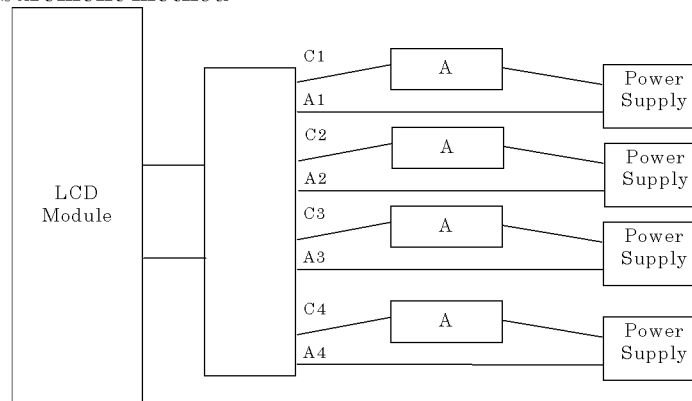 C1
A
Power
Supply
A1
C2
A
Power
Supply
A2
LCD
Module
C3
A
Power
Supply
A3
C4
A
Power
Supply
A4